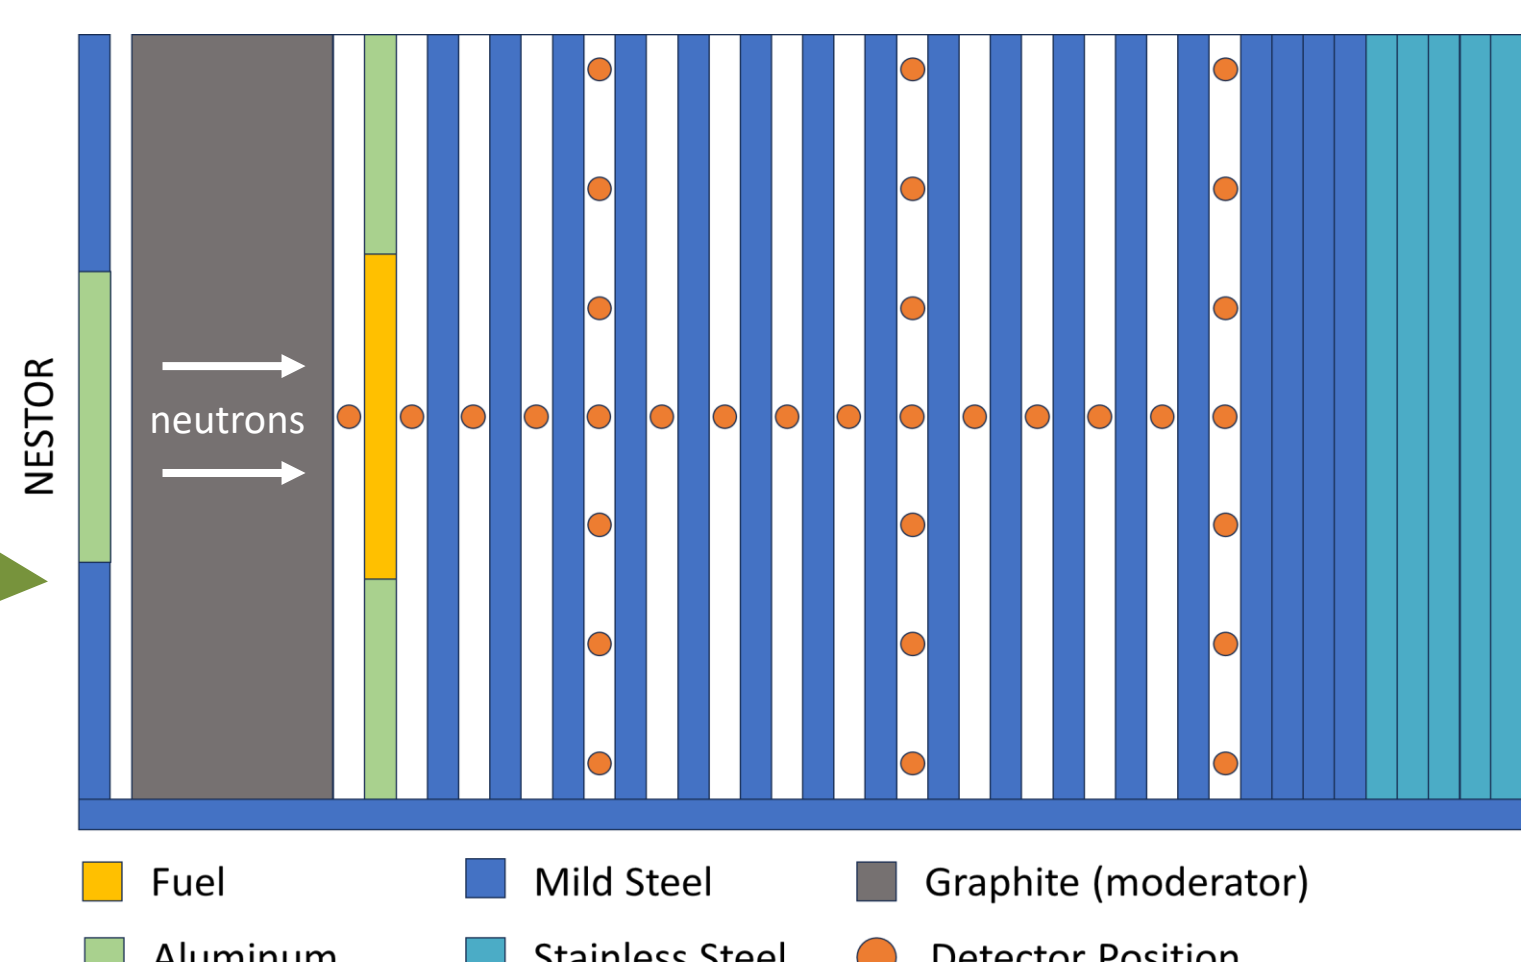 NESTOR
neutrons
Fuel
Mild Steel
Graphite (moderator)
Aluminum
Stainless Steel
Detector Position